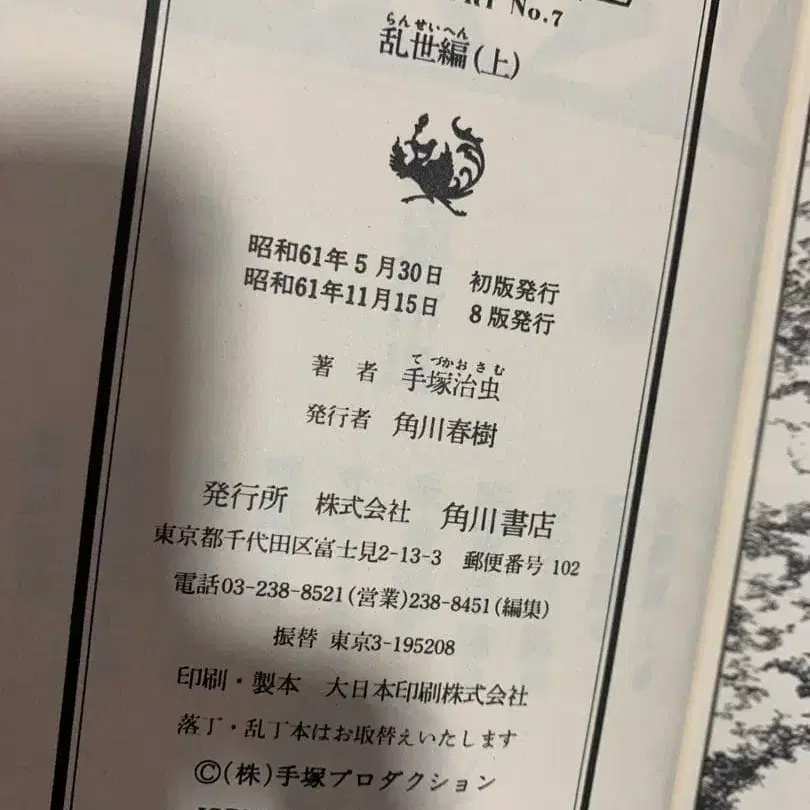 No.7
らんせいへん
乱世編(上)
昭和61年5月30日 初版発行
昭和61年11月15日 8版発行
てづかおさむ
著者 手塚治虫
発行者 角川春樹
発行所 株式会社 角川書店
東京都千代田区富士見2-13-3 郵便番号 102
電話03-238-8521(営業)238-8451(編集)
振替 東京3-195208
印刷・製本 大日本印刷株式会社
落丁・乱丁本はお取替えいたします
©(株)手塚プロダクション